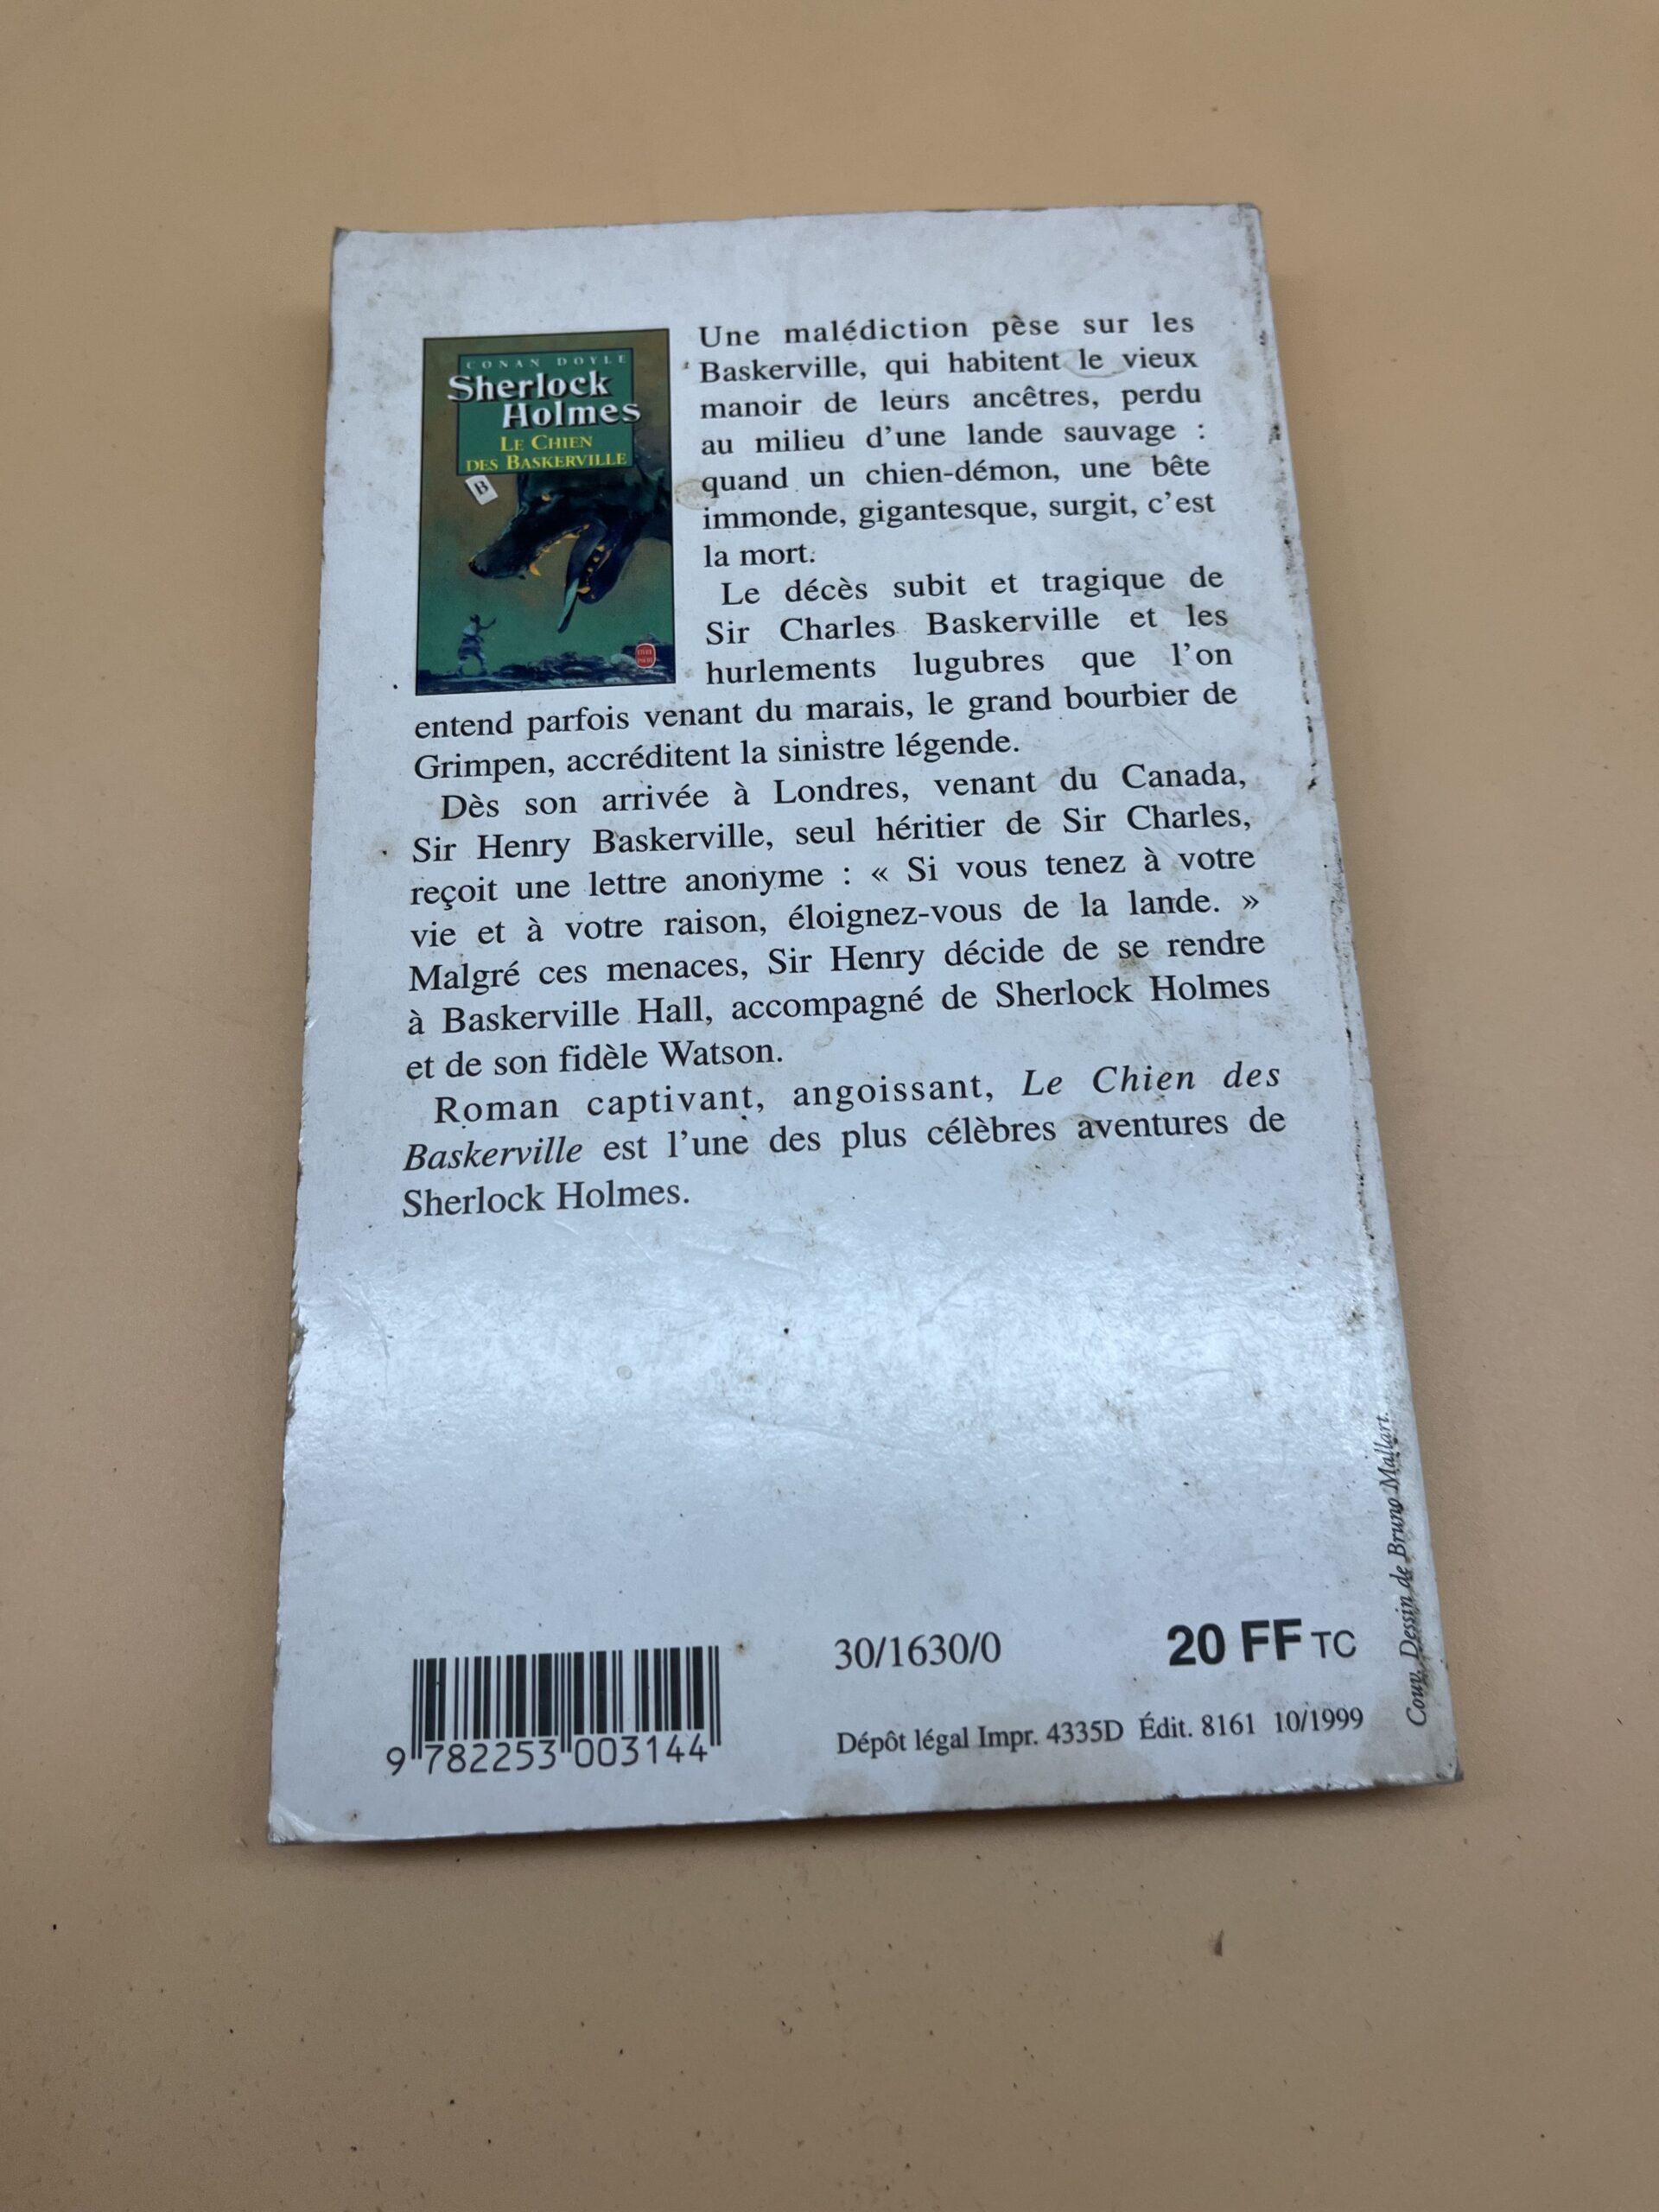 CONAN DOYLE
Sherlock
Holmes
LE CHIEN
DES BASKERVILLE
B
Une malédiction pèse sur les
Baskerville, qui habitent le vieux
manoir de leurs ancêtres, perdu
au milieu d'une lande sauvage :
quand un chien-démon, une bête
immonde, gigantesque, surgit, c'est
la mort.
Le décès subit et tragique de
Sir Charles Baskerville et les
hurlements lugubres que l'on
entend parfois venant du marais, le grand bourbier de
Grimpen, accréditent la sinistre légende.
Dès son arrivée à Londres, venant du Canada,
Sir Henry Baskerville, seul héritier de Sir Charles,
reçoit une lettre anonyme : « Si vous tenez à votre
vie et à votre raison, éloignez-vous de la lande. »
Malgré ces menaces, Sir Henry décide de se rendre
à Baskerville Hall, accompagné de Sherlock Holmes
et de son fidèle Watson.
Roman captivant, angoissant, Le Chien des
Baskerville est l'une des plus célèbres aventures de
Sherlock Holmes.
Couv. Dessin de Bruno Mallart.
30/1630/0
20 FF TC
Dépôt légal Impr. 4335D Édit. 8161 10/1999
9 782253 003144